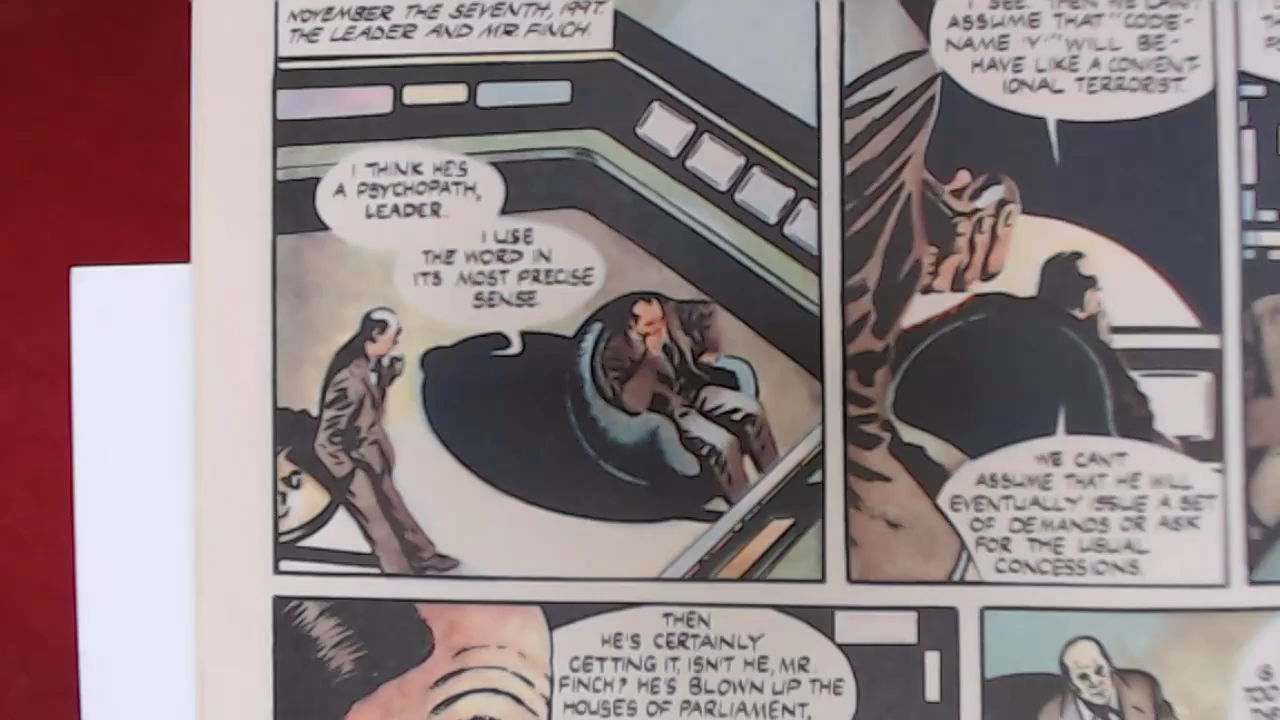 NOVEMBER THE SEVENTH, 1997.
THE LEADER AND MR. FINCH.
I THINK HE'S
A PSYCHOPATH,
LEADER.
I USE
THE WORD IN
ITS MOST PRECISE
SENSE.
I SEE. THEN WE CAN'T
ASSUME THAT "CODE-
NAME 'V'" WILL BE-
HAVE LIKE A CONVENT-
IONAL TERRORIST.
WE CAN'T
ASSUME THAT HE WILL
EVENTUALLY ISSUE A SET
OF DEMANDS OR ASK
FOR THE USUAL
CONCESSIONS.
THEN
HE'S CERTAINLY
GETTING IT, ISN'T HE, MR.
FINCH? HE'S BLOWN UP THE
HOUSES OF PARLIAMENT,